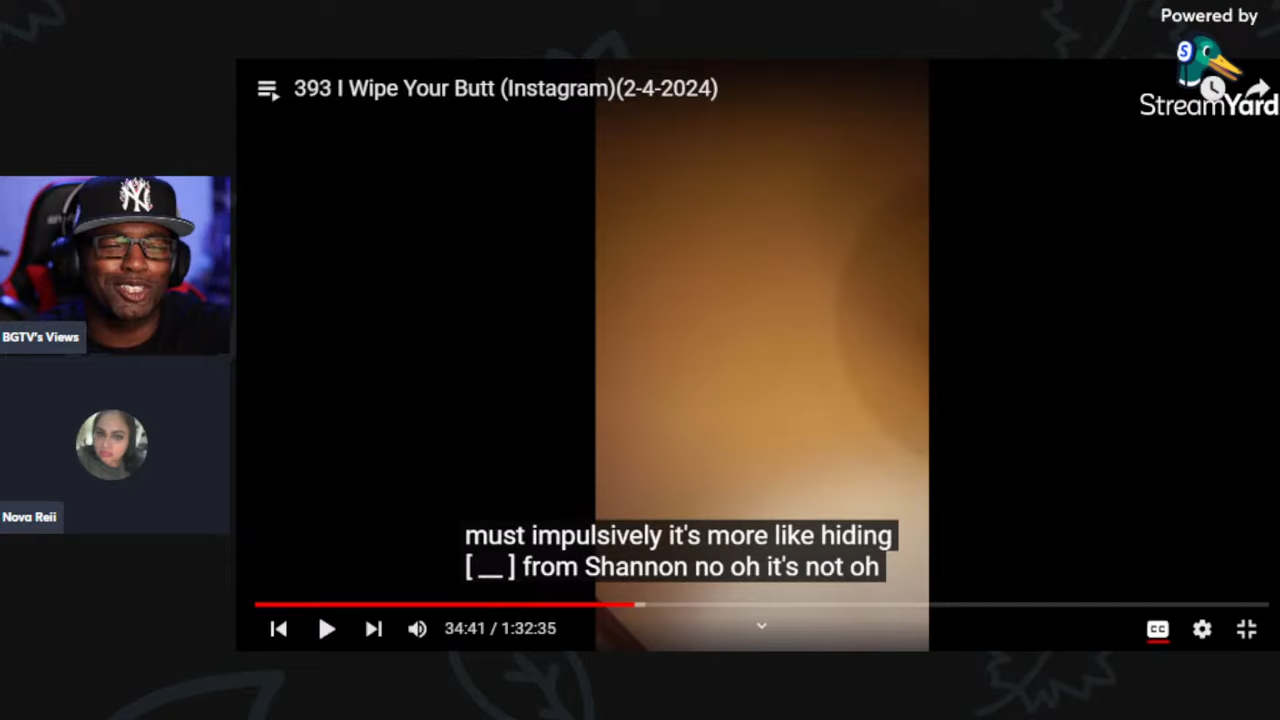 Powered by
StreamYard
393 I Wipe Your Butt (Instagram)(2-4-2024)
BGTV's Views
Nova Reii
must impulsively it's more like hiding
[ __ ] from Shannon no oh it's not oh
34:41 / 1:32:35
CC
NY
S